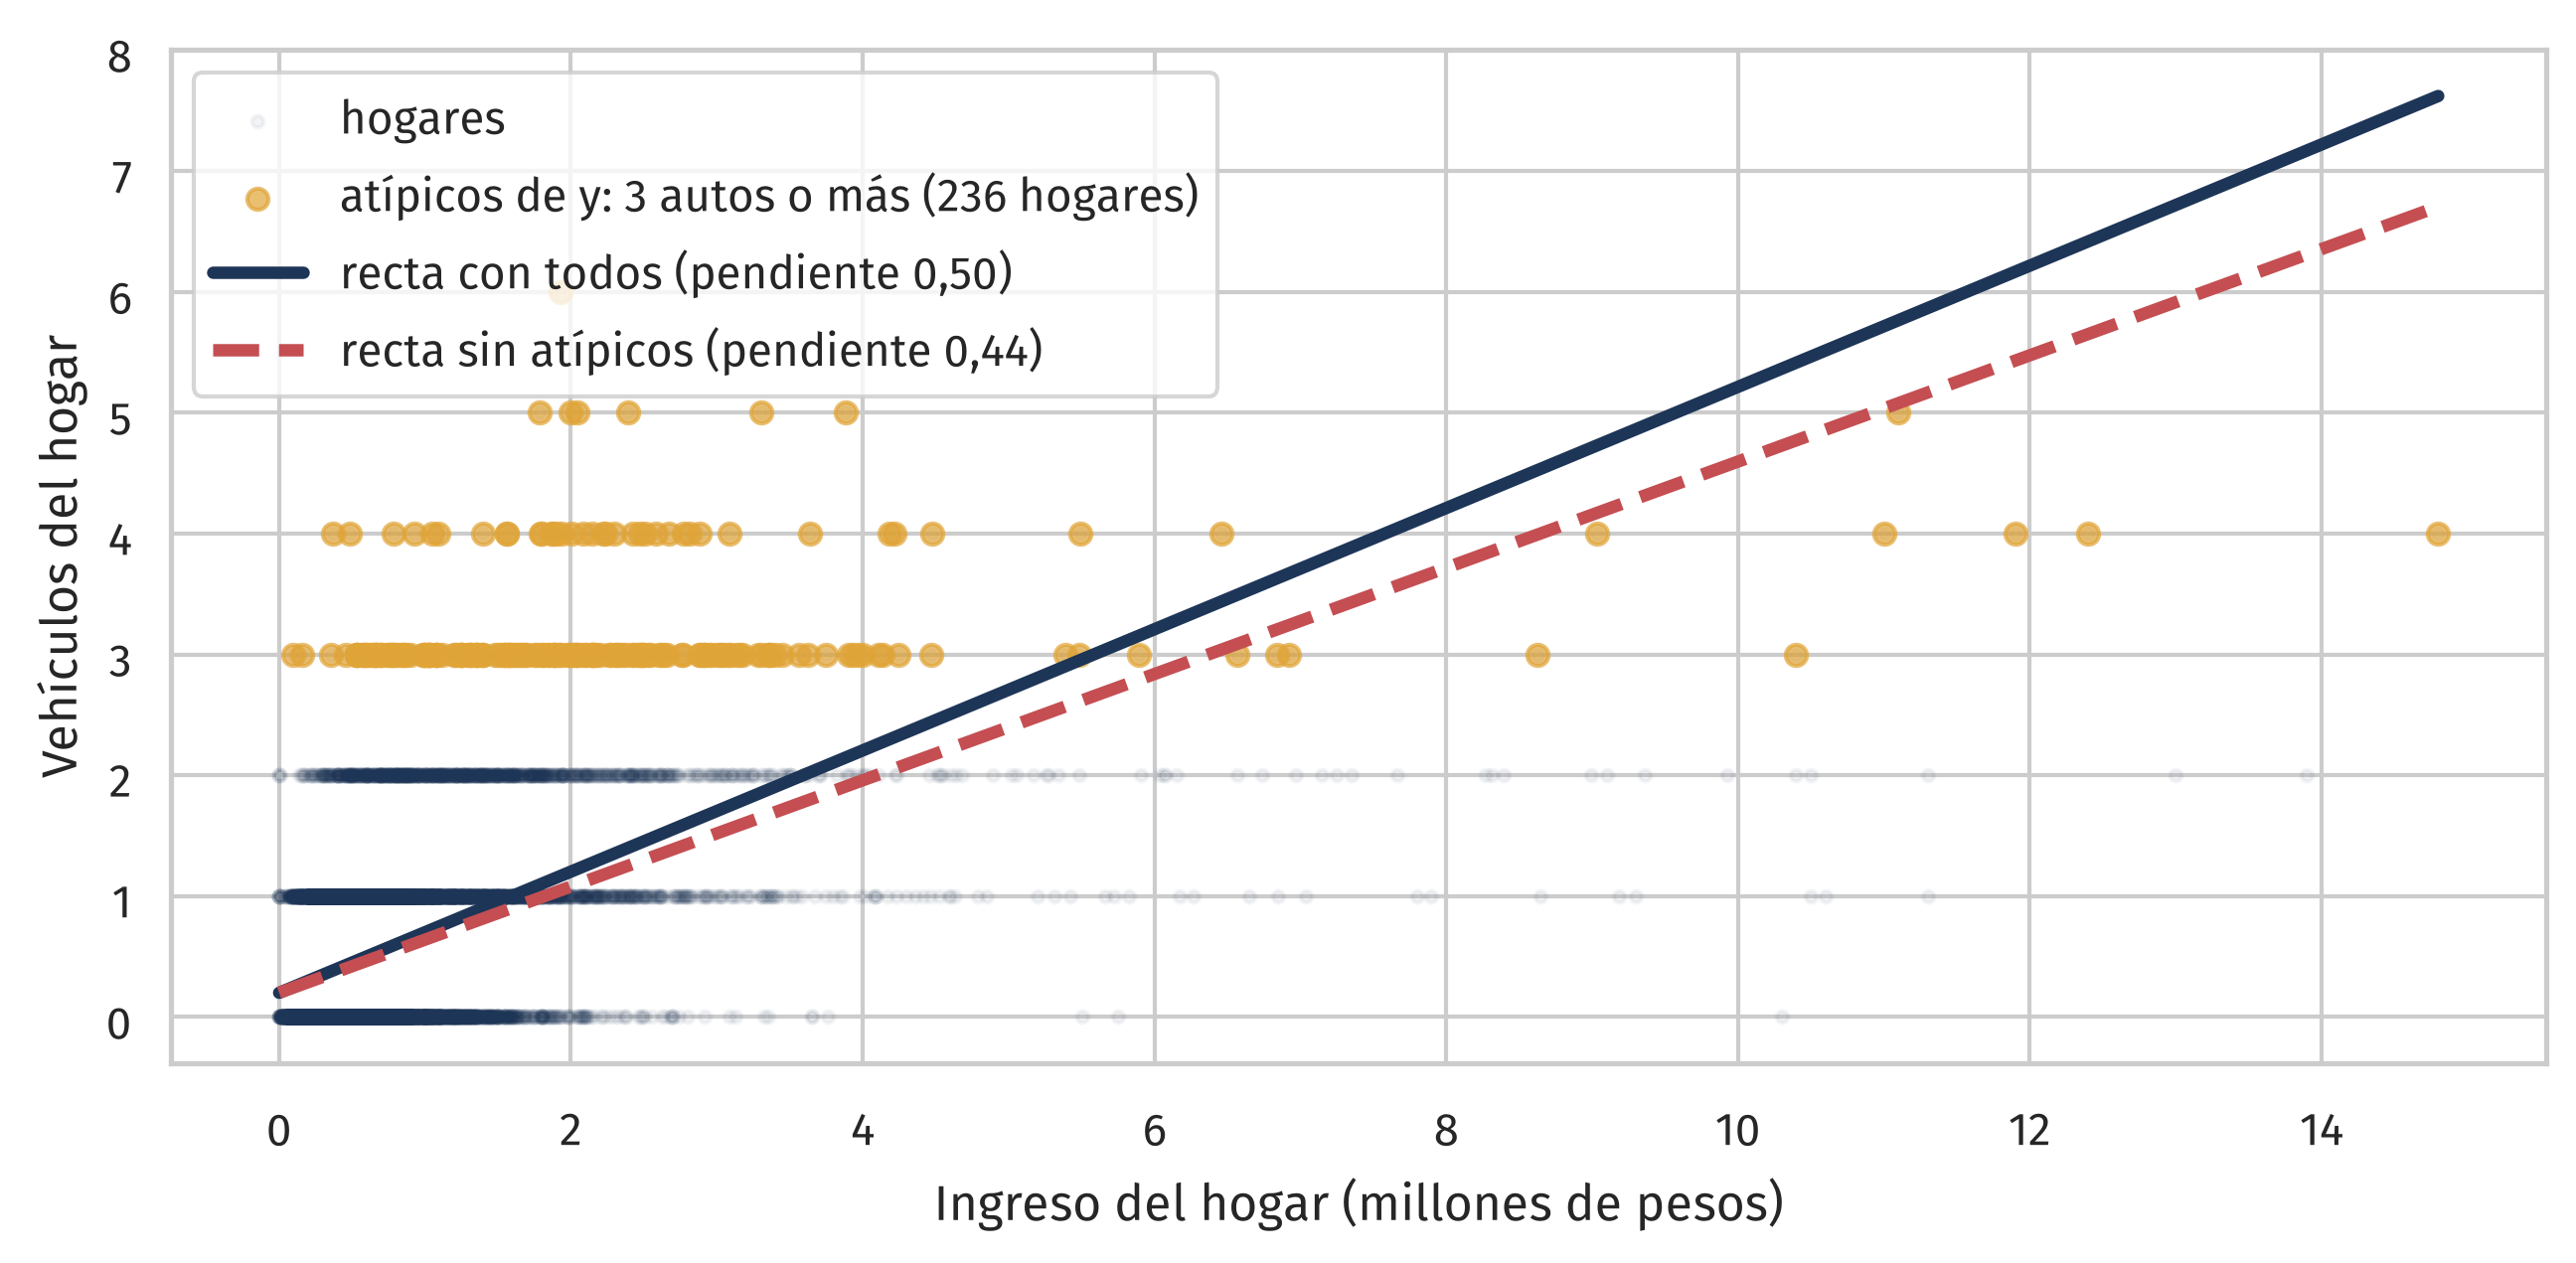 8
7
6
5
4
3
2
1
0
Vehículos del hogar
hogares
atípicos de y: 3 autos o más (236 hogares)
recta con todos (pendiente 0,50)
recta sin atípicos (pendiente 0,44)
0 2 4 6 8 10 12 14
Ingreso del hogar (millones de pesos)